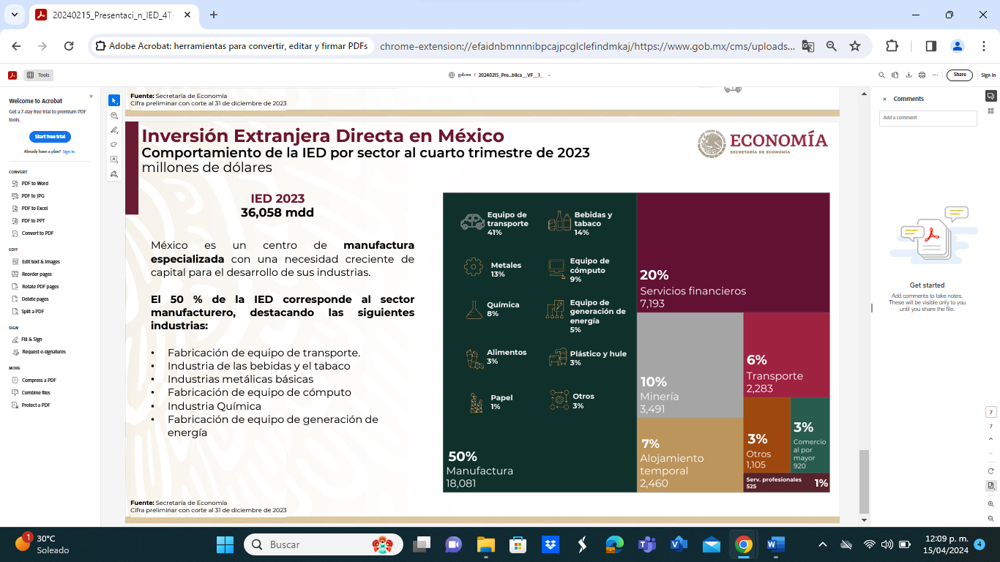 20240215_Presentaci_n_IED_4T-
Adobe Acrobat: herramientas para convertir, editar y firmar PDFs
chrome-extension://efaidnbmnnnibpcajpcglclefindmkaj/https://www.gob.mx/cms/uploads...
Tools
gob.mx / 20240215_Pre...blica__VF__1_
Share
Sign in
Welcome to Acrobat
Get a 7-day free trial to premium PDF
tools.
Start free trial
Already have a plan? Sign in
CONVERT
PDF to Word
PDF to JPG
PDF to Excel
PDF to PPT
Convert to PDF
EDIT
Edit text & images
Reorder pages
Rotate PDF pages
Delete pages
Split a PDF
SIGN
Fill & Sign
Request e-signatures
MORE
Compress a PDF
Combine files
Protect a PDF
Fuente: Secretaría de Economía
Cifra preliminar con corte al 31 de diciembre de 2023
Inversión Extranjera Directa en México
Comportamiento de la IED por sector al cuarto trimestre de 2023
millones de dólares
ECONOMÍA
SECRETARÍA DE ECONOMÍA
IED 2023
36,058 mdd
México es un centro de manufactura
especializada con una necesidad creciente de
capital para el desarrollo de sus industrias.
El 50 % de la IED corresponde al sector
manufacturero, destacando las siguientes
industrias:
• Fabricación de equipo de transporte.
• Industria de las bebidas y el tabaco
• Industrias metálicas básicas
• Fabricación de equipo de cómputo
• Industria Química
• Fabricación de equipo de generación de
energía
Equipo de
transporte
41%
Bebidas y
tabaco
14%
Metales
13%
Equipo de
cómputo
9%
Química
8%
Equipo de
generación de
energía
5%
Alimentos
3%
Plástico y hule
3%
Papel
1%
Otros
3%
50%
Manufactura
18,081
20%
Servicios financieros
7,193
10%
Minería
3,491
6%
Transporte
2,283
7%
Alojamiento
temporal
2,460
3%
Otros
1,105
3%
Comercio
al por
mayor
920
Serv. profesionales
525
1%
Fuente: Secretaría de Economía
Cifra preliminar con corte al 31 de diciembre de 2023
Comments
Add a comment
Get started
Add comments to take notes.
These will be visible only to you
until you share the file.
7
7
1
30°C
Soleado
Buscar
12:09 p. m.
15/04/2024
4